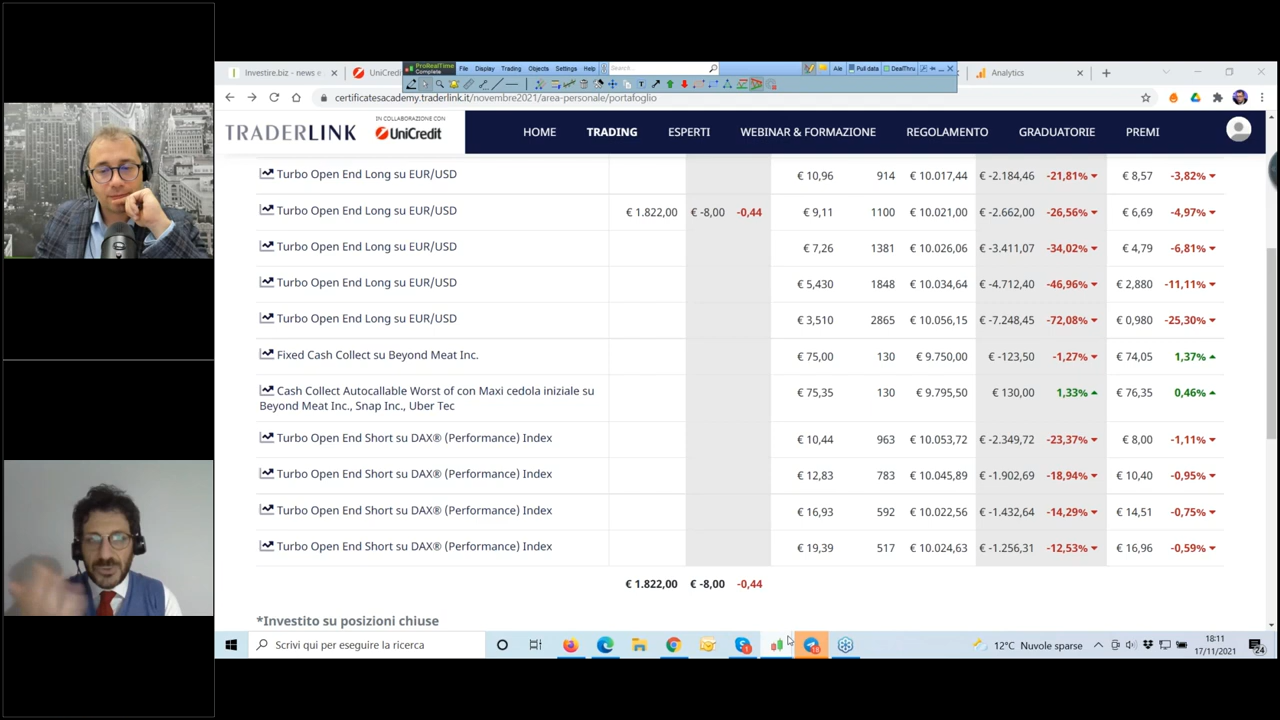 Investire.biz - news e
UniCredi
ProRealTime
Complete
File Display Trading Objects Settings Help
Search...
Ale Pull data DealThru
Analytics
certificatesacademy.traderlink.it/novembre2021/area-personale/portafoglio
TRADERLINK
IN COLLABORAZIONE CON
UniCredit
HOME TRADING ESPERTI WEBINAR & FORMAZIONE REGOLAMENTO GRADUATORIE PREMI
Turbo Open End Long su EUR/USD € 10,96 914 € 10.017,44 € -2.184,46 -21,81% € 8,57 -3,82%
Turbo Open End Long su EUR/USD € 1.822,00 € -8,00 -0,44 € 9,11 1100 € 10.021,00 € -2.662,00 -26,56% € 6,69 -4,97%
Turbo Open End Long su EUR/USD € 7,26 1381 € 10.026,06 € -3.411,07 -34,02% € 4,79 -6,81%
Turbo Open End Long su EUR/USD € 5,430 1848 € 10.034,64 € -4.712,40 -46,96% € 2,880 -11,11%
Turbo Open End Long su EUR/USD € 3,510 2865 € 10.056,15 € -7.248,45 -72,08% € 0,980 -25,30%
Fixed Cash Collect su Beyond Meat Inc. € 75,00 130 € 9.750,00 € -123,50 -1,27% € 74,05 1,37%
Cash Collect Autocallable Worst of con Maxi cedola iniziale su
Beyond Meat Inc., Snap Inc., Uber Tec € 75,35 130 € 9.795,50 € 130,00 1,33% € 76,35 0,46%
Turbo Open End Short su DAX® (Performance) Index € 10,44 963 € 10.053,72 € -2.349,72 -23,37% € 8,00 -1,11%
Turbo Open End Short su DAX® (Performance) Index € 12,83 783 € 10.045,89 € -1.902,69 -18,94% € 10,40 -0,95%
Turbo Open End Short su DAX® (Performance) Index € 16,93 592 € 10.022,56 € -1.432,64 -14,29% € 14,51 -0,75%
Turbo Open End Short su DAX® (Performance) Index € 19,39 517 € 10.024,63 € -1.256,31 -12,53% € 16,96 -0,59%
€ 1.822,00 € -8,00 -0,44
*Investito su posizioni chiuse
Scrivi qui per eseguire la ricerca
12°C Nuvole sparse
18:11
17/11/2021
24